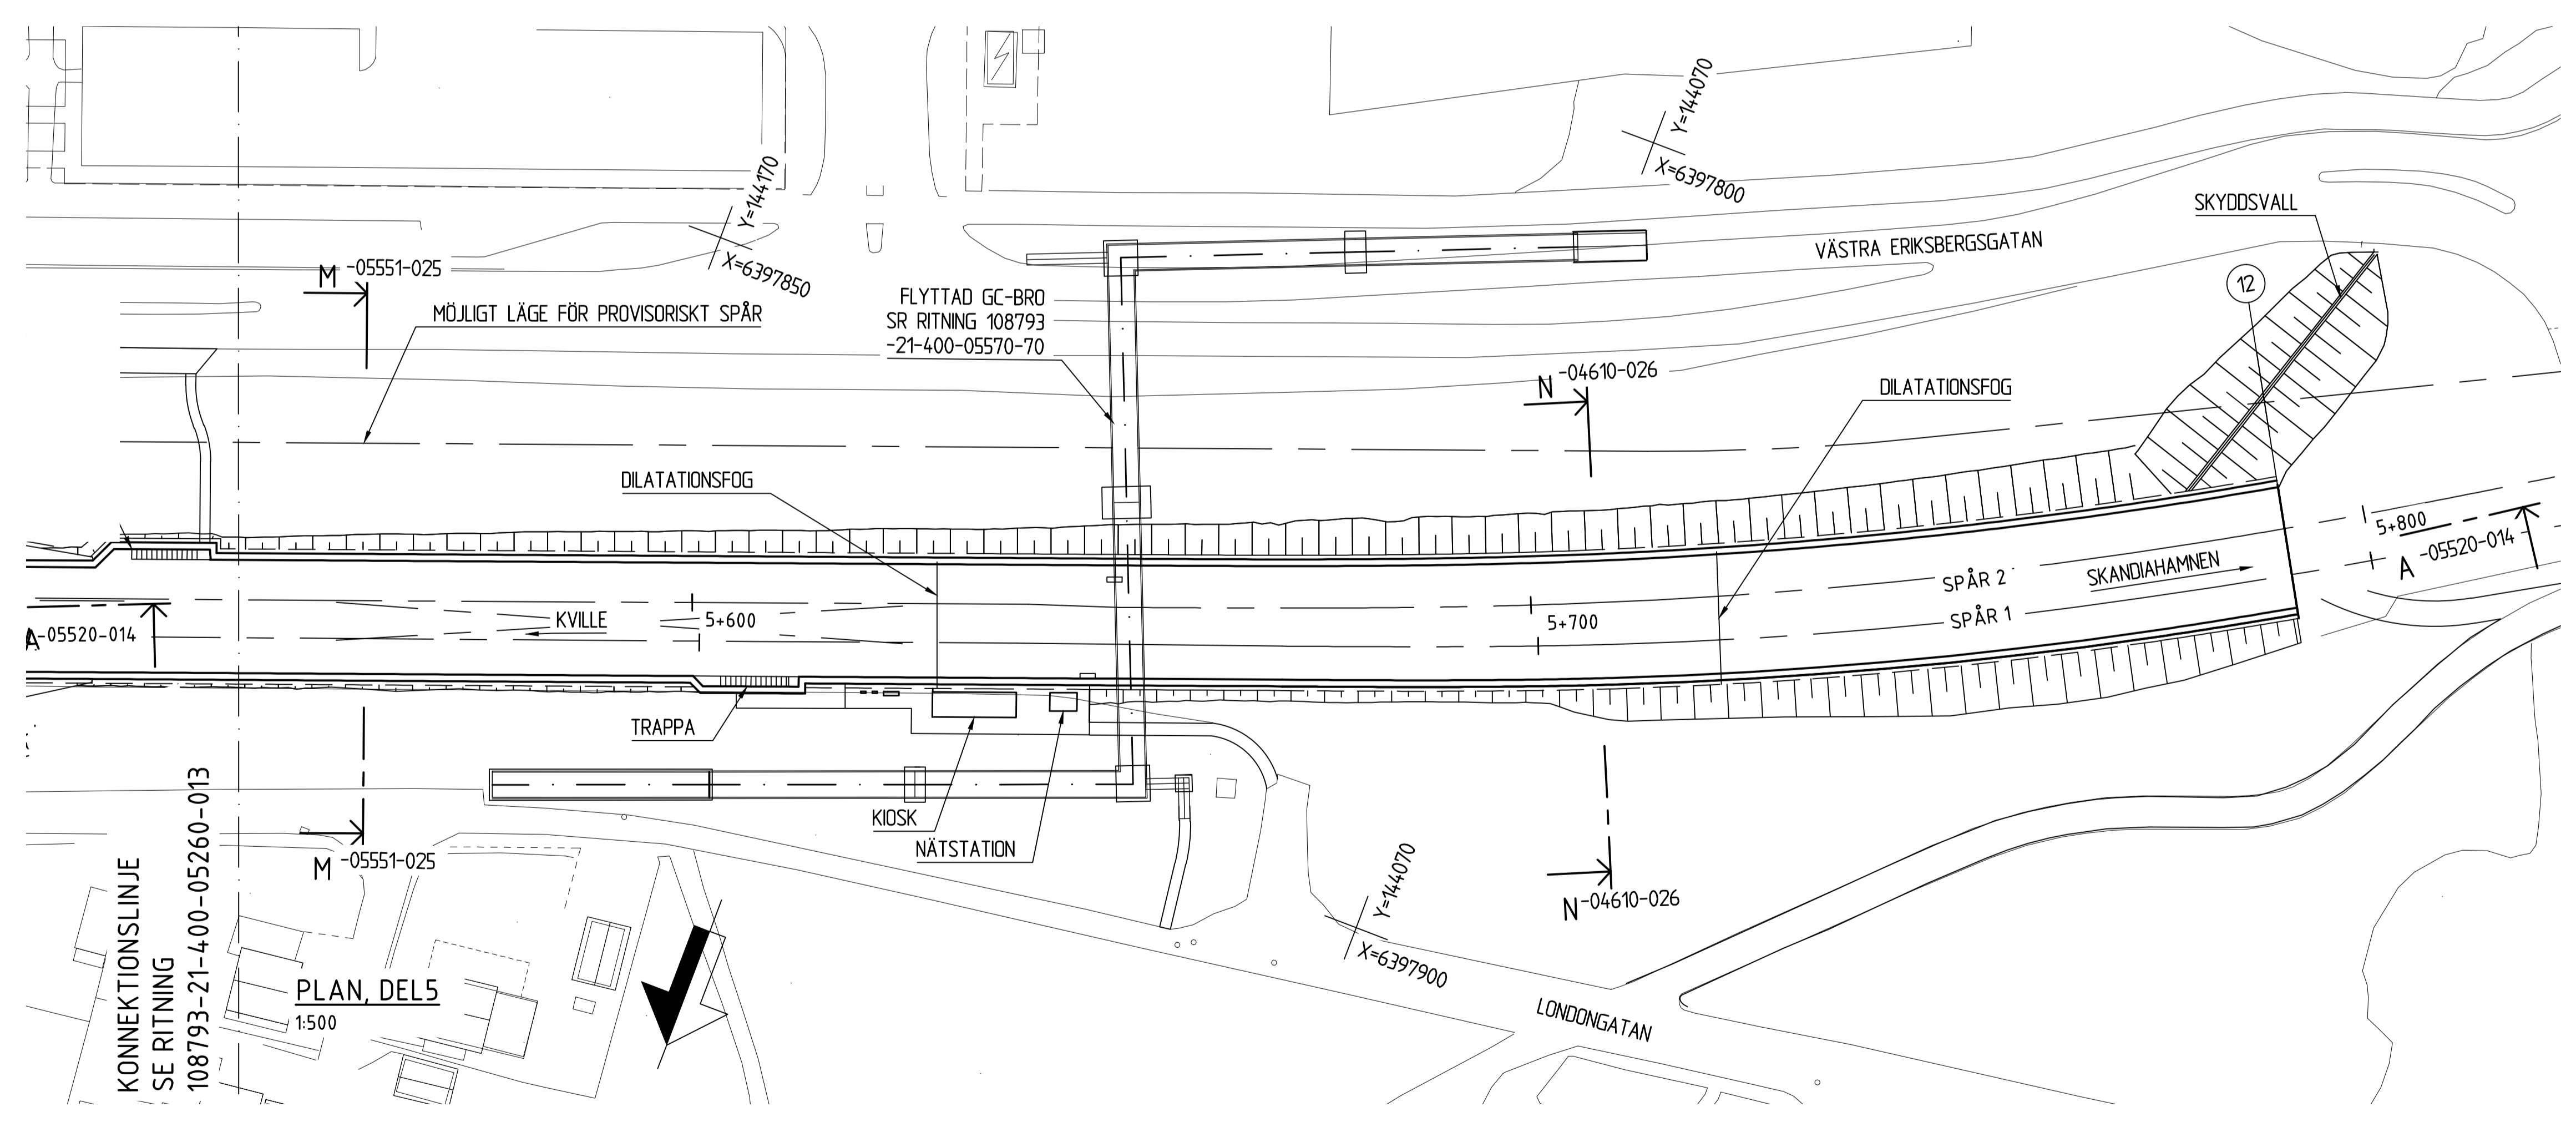 Y=144070
X=6397800
Y=144170
X=6397850
SKYDDSVALL
VÄSTRA ERIKSBERGSGATAN
M -05551-025
12
FLYTTAD GC-BRO
SR RITNING 108793
-21-400-05570-70
MÖJLIGT LÄGE FÖR PROVISORISKT SPÅR
N -04610-026
DILATATIONSFOG
DILATATIONSFOG
5+800
A -05520-014
SPÅR 2
SKANDIAHAMNEN
SPÅR 1
KVILLE
5+600
5+700
A -05520-014
TRAPPA
KIOSK
NÄTSTATION
M -05551-025
N -04610-026
Y=144070
X=6397900
KONNEKTIONSLINJE
SE RITNING
108793-21-400-05260-013
PLAN, DEL5
1:500
LONDONGATAN